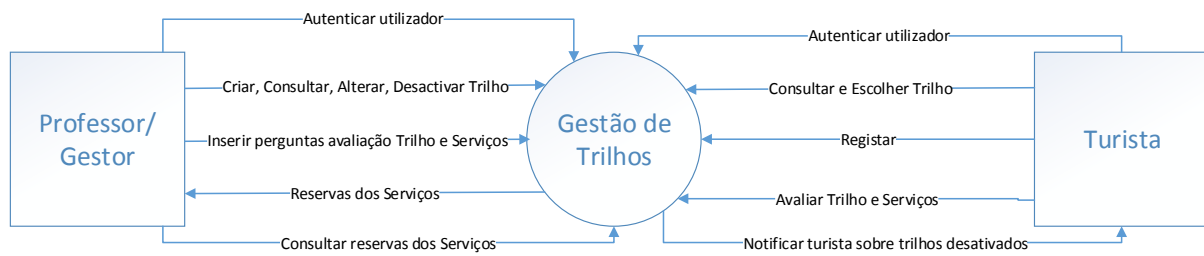 Autenticar utilizador
Autenticar utilizador
Criar, Consultar, Alterar, Desactivar Trilho
Consultar e Escolher Trilho
Professor/
Gestor
Gestão de
Trilhos
Turista
Inserir perguntas avaliação Trilho e Serviços
Registar
Reservas dos Serviços
Avaliar Trilho e Serviços
Consultar reservas dos Serviços
Notificar turista sobre trilhos desativados